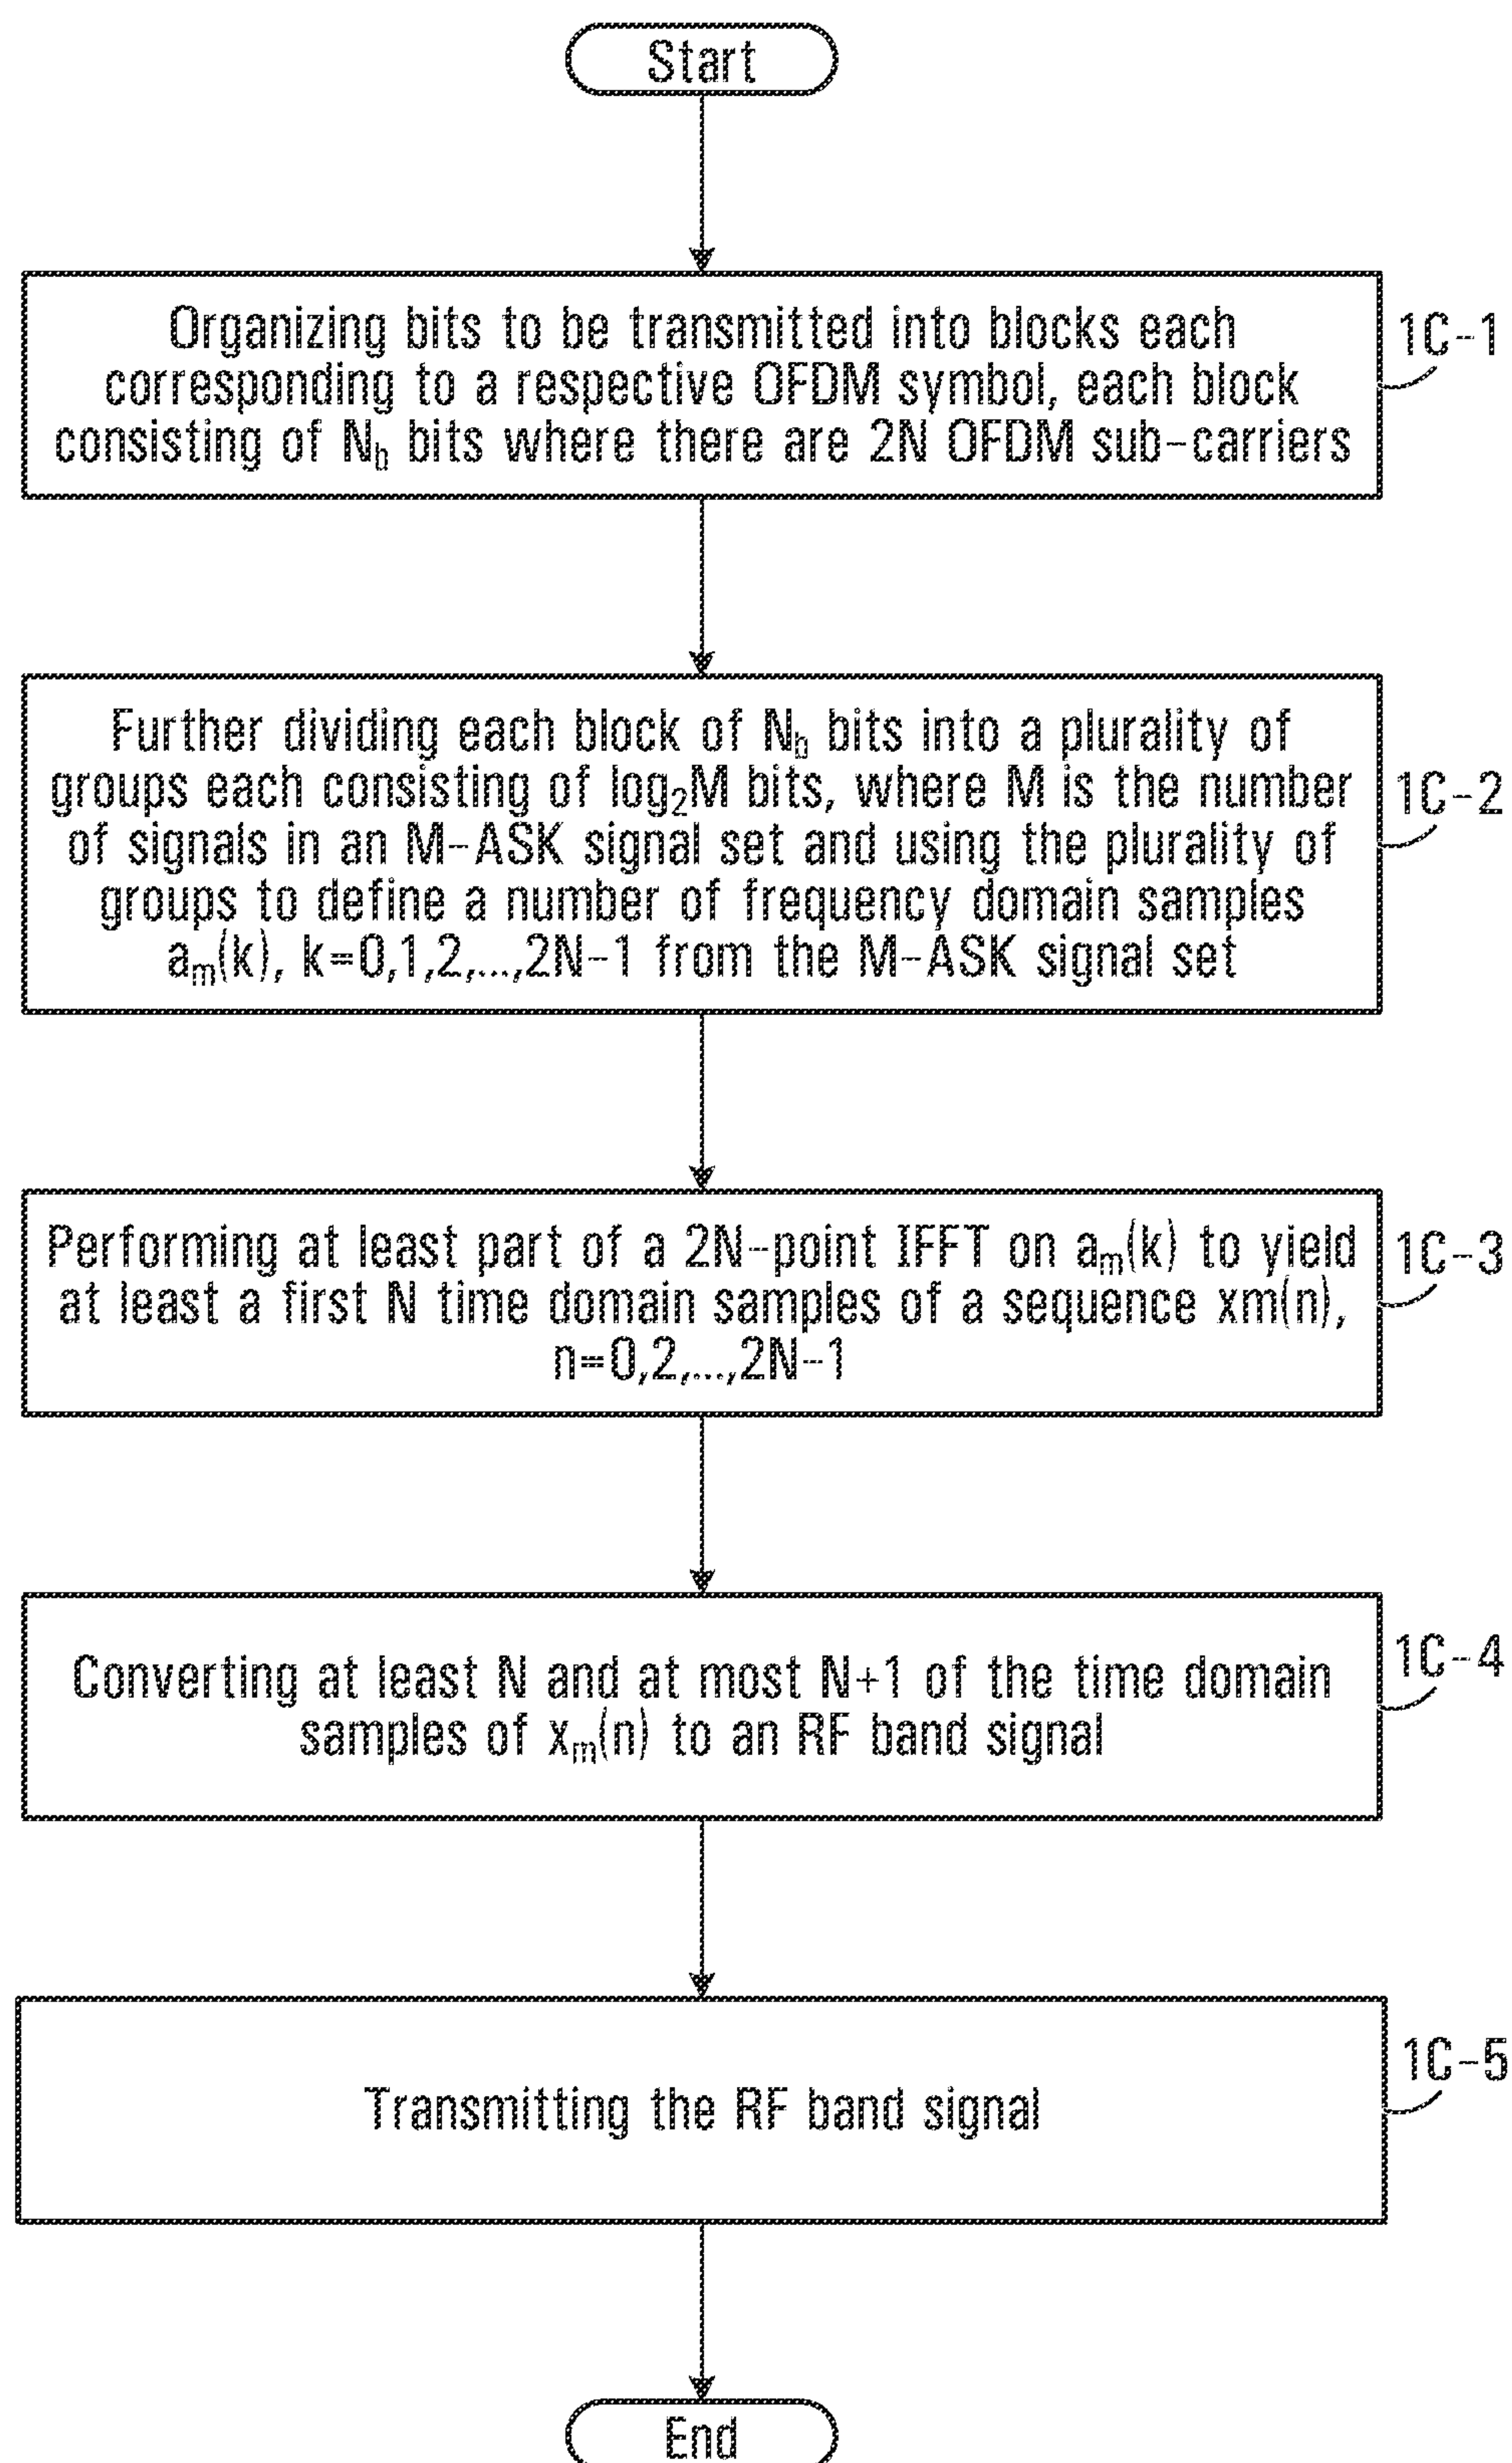 Start
Organizing bits to be transmitted into blocks each
corresponding to a respective OFDM symbol, each block
consisting of N_b bits where there are 2N OFDM sub-carriers
1C-1
Further dividing each block of N_b bits into a plurality of
groups each consisting of log₂M bits, where M is the number
of signals in an M-ASK signal set and using the plurality of
groups to define a number of frequency domain samples
aₘ(k), k=0,1,2,...,2N-1 from the M-ASK signal set
1C-2
Performing at least part of a 2N-point IFFT on aₘ(k) to yield
at least a first N time domain samples of a sequence xm(n),
n=0,2,...,2N-1
1C-3
Converting at least N and at most N+1 of the time domain
samples of xₘ(n) to an RF band signal
1C-4
Transmitting the RF band signal
1C-5
End